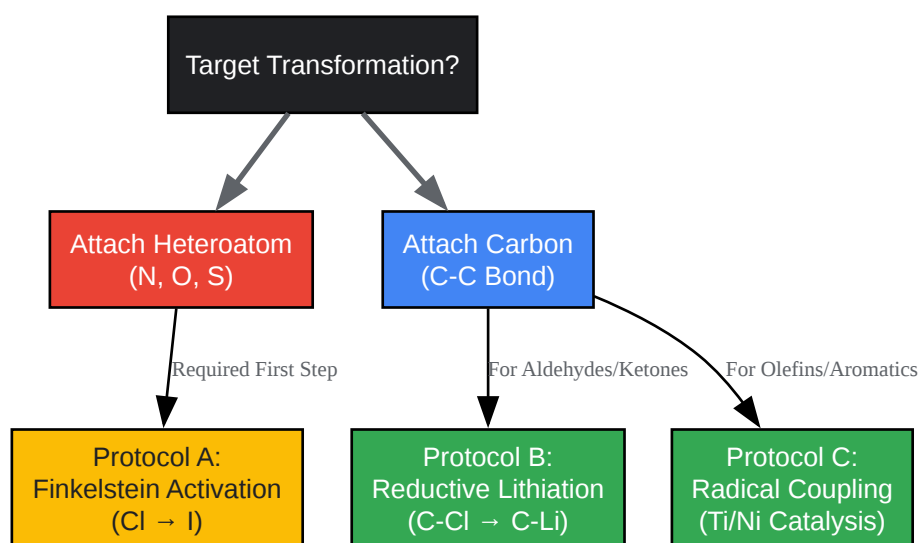 Target Transformation?
Attach Heteroatom
(N, O, S)
Attach Carbon
(C-C Bond)
Required First Step
For Aldehydes/Ketones
For Olefins/Aromatics
Protocol A:
Finkelstein Activation
(Cl → I)
Protocol B:
Reductive Lithiation
(C-Cl → C-Li)
Protocol C:
Radical Coupling
(Ti/Ni Catalysis)